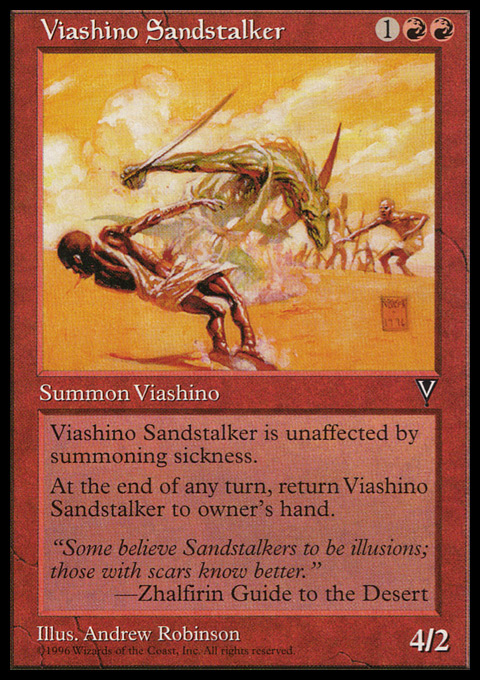 Viashino Sandstalker 1
Summon Viashino V
Viashino Sandstalker is unaffected by
summoning sickness.
At the end of any turn, return Viashino
Sandstalker to owner's hand.
"Some believe Sandstalkers to be illusions;
those with scars know better."
—Zhalfirin Guide to the Desert
Illus. Andrew Robinson
©1996 Wizards of the Coast, Inc. All rights reserved.
4/2